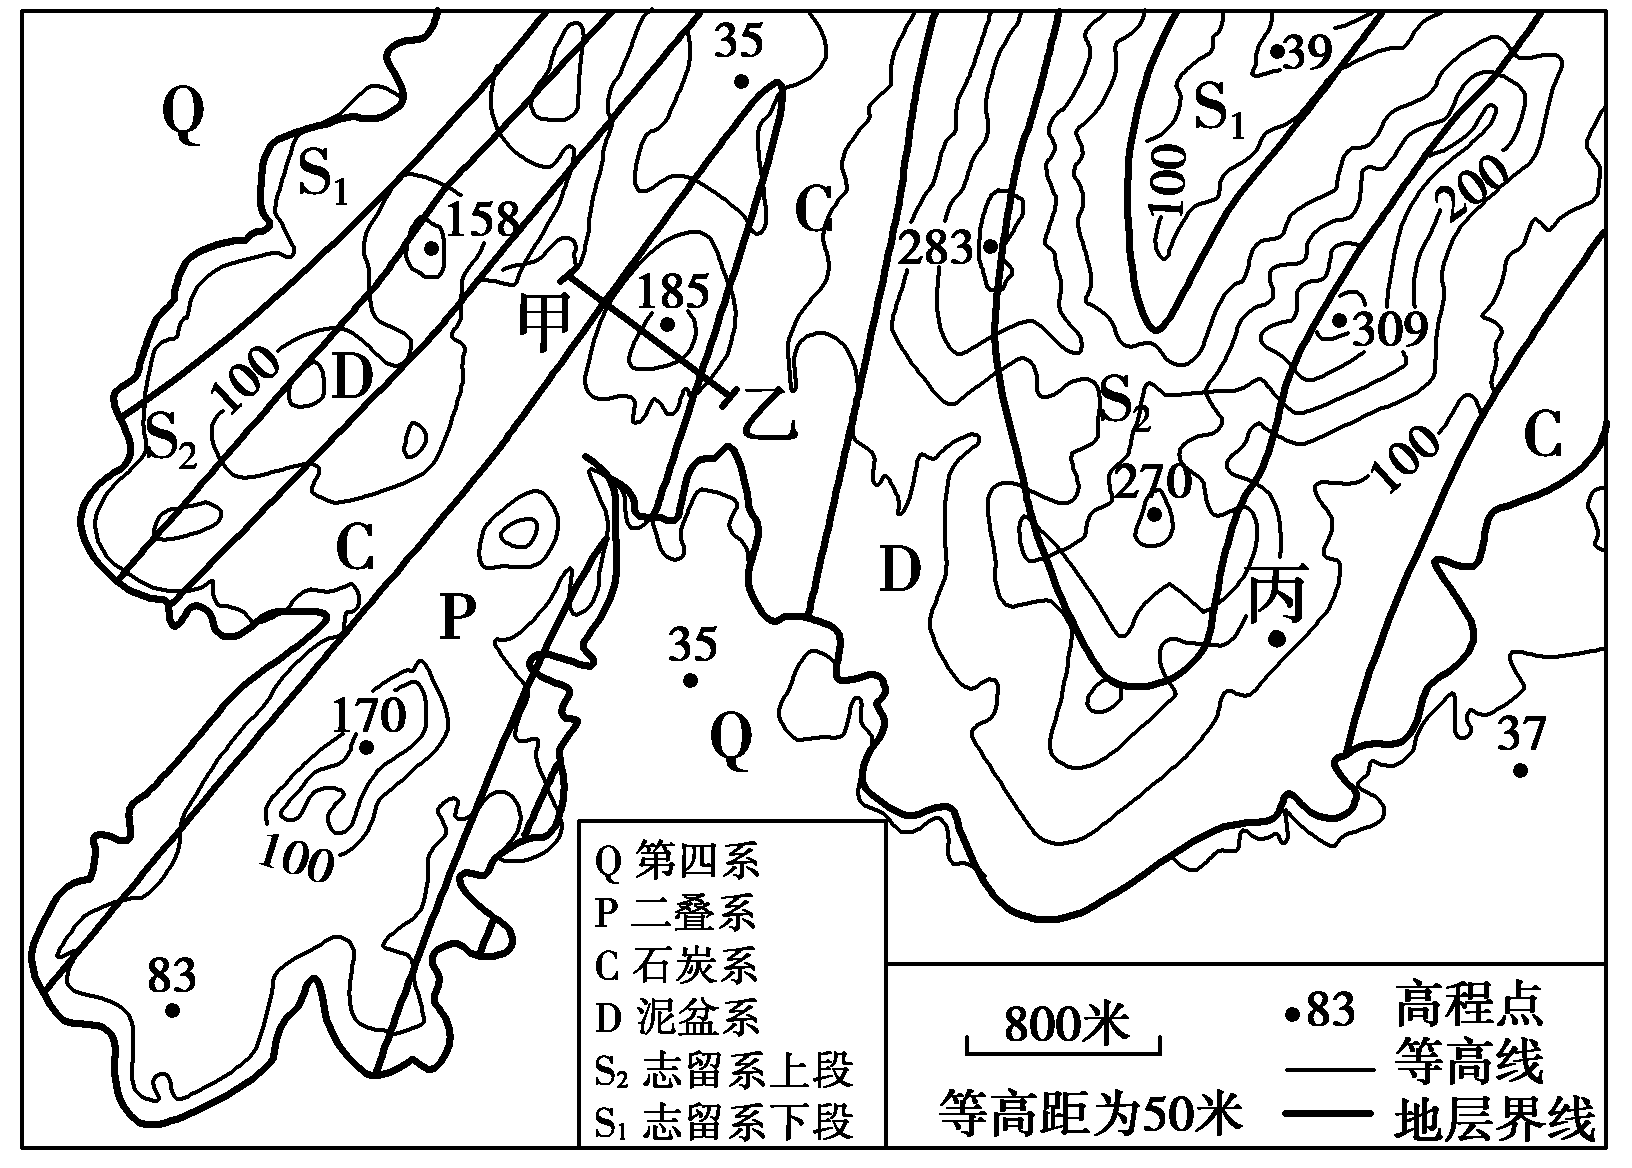 35
39
Q
S₁
S₁
100
200
158
C
283
185
甲
309
100
D
S₂
乙
S₂
C
270
100
C
D
丙
P
35
170
Q
37
100
83
Q 第四系
P 二叠系
C 石炭系
D 泥盆系
S₂ 志留系上段
S₁ 志留系下段
800米
等高距为50米
83 高程点
等高线
地层界线